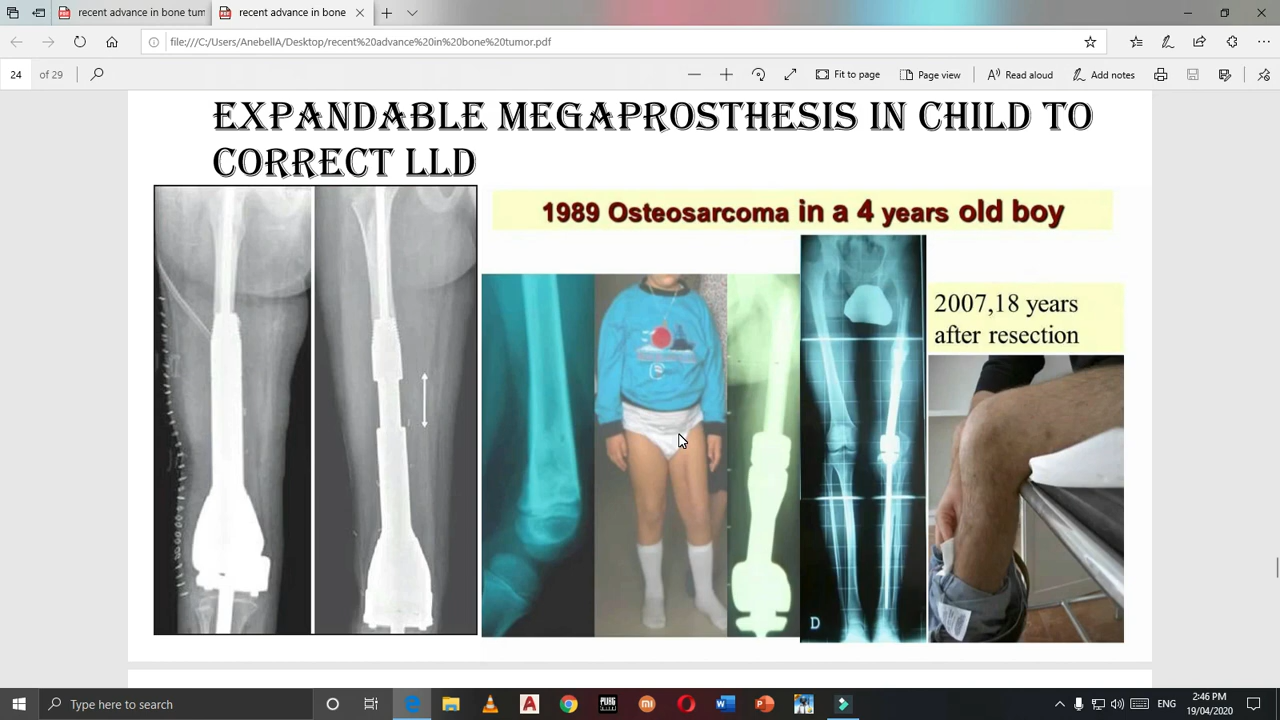 recent advance in bone tum
recent advance in bone
file:///C:/Users/AnebellA/Desktop/recent%20advance%20in%20bone%20tumor.pdf
24 of 29
Fit to page
Page view
Read aloud
Add notes
EXPANDABLE MEGAPROSTHESIS IN CHILD TO
CORRECT LLD
1989 Osteosarcoma in a 4 years old boy
2007,18 years
after resection
D
Type here to search
ENG
2:46 PM
19/04/2020